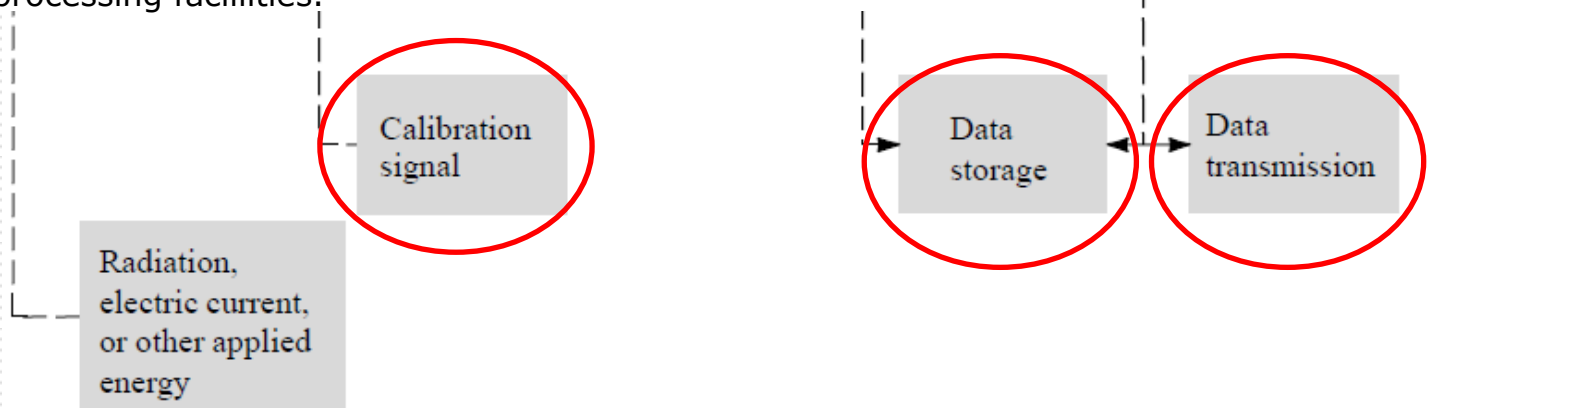 processing facilities.
Calibration
signal
Data
storage
Data
transmission
Radiation,
electric current,
or other applied
energy